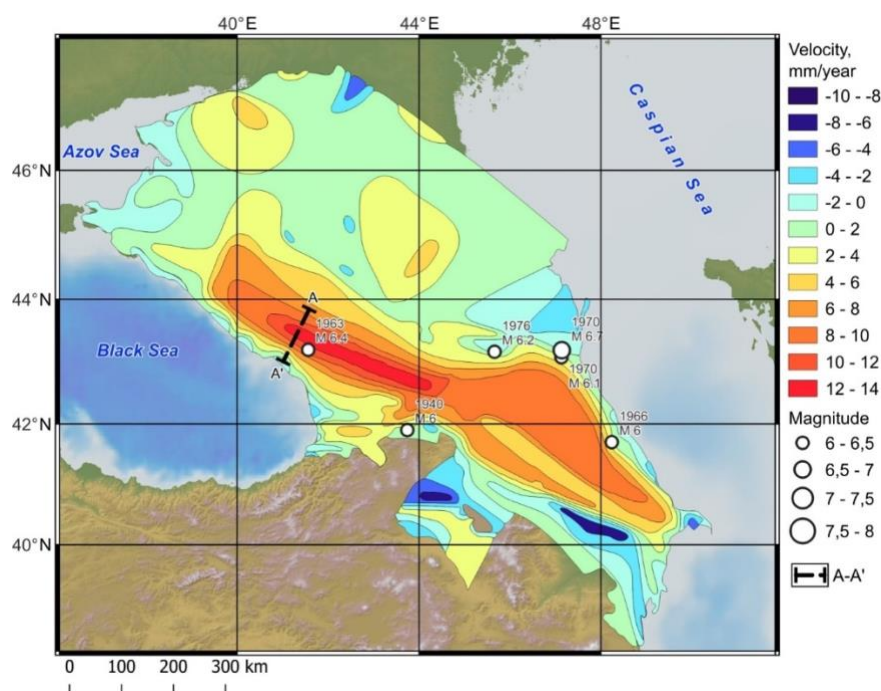 40°E
44°E
48°E
Velocity,
mm/year
-10 - -8
-8 - -6
-6 - -4
-4 - -2
-2 - 0
0 - 2
2 - 4
4 - 6
6 - 8
8 - 10
10 - 12
12 - 14
Magnitude
6 - 6,5
6,5 - 7
7 - 7,5
7,5 - 8
A-A'
Caspian Sea
Azov Sea
46°N
44°N
A
1963
M 6.4
1976
M 6.2
1970
M 6.7
Black Sea
A'
1970
M 6.1
1940
M 6
1966
M 6
42°N
40°N
0 100 200 300 km